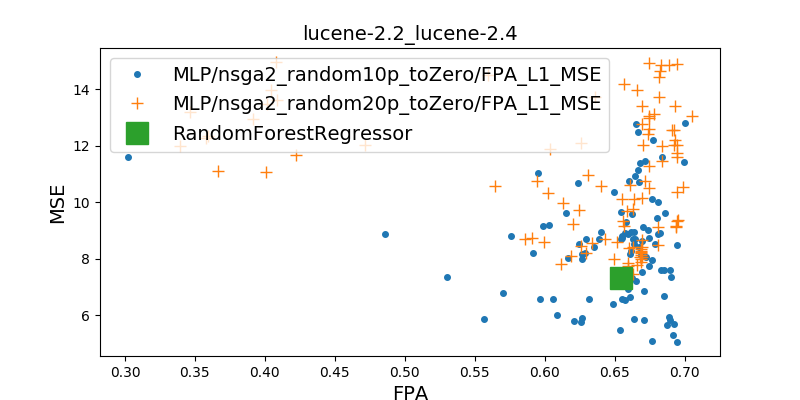 lucene-2.2_lucene-2.4
MLP/nsga2_random10p_toZero/FPA_L1_MSE
MLP/nsga2_random20p_toZero/FPA_L1_MSE
RandomForestRegressor
MSE
14
12
10
8
6
0.30 0.35 0.40 0.45 0.50 0.55 0.60 0.65 0.70
FPA